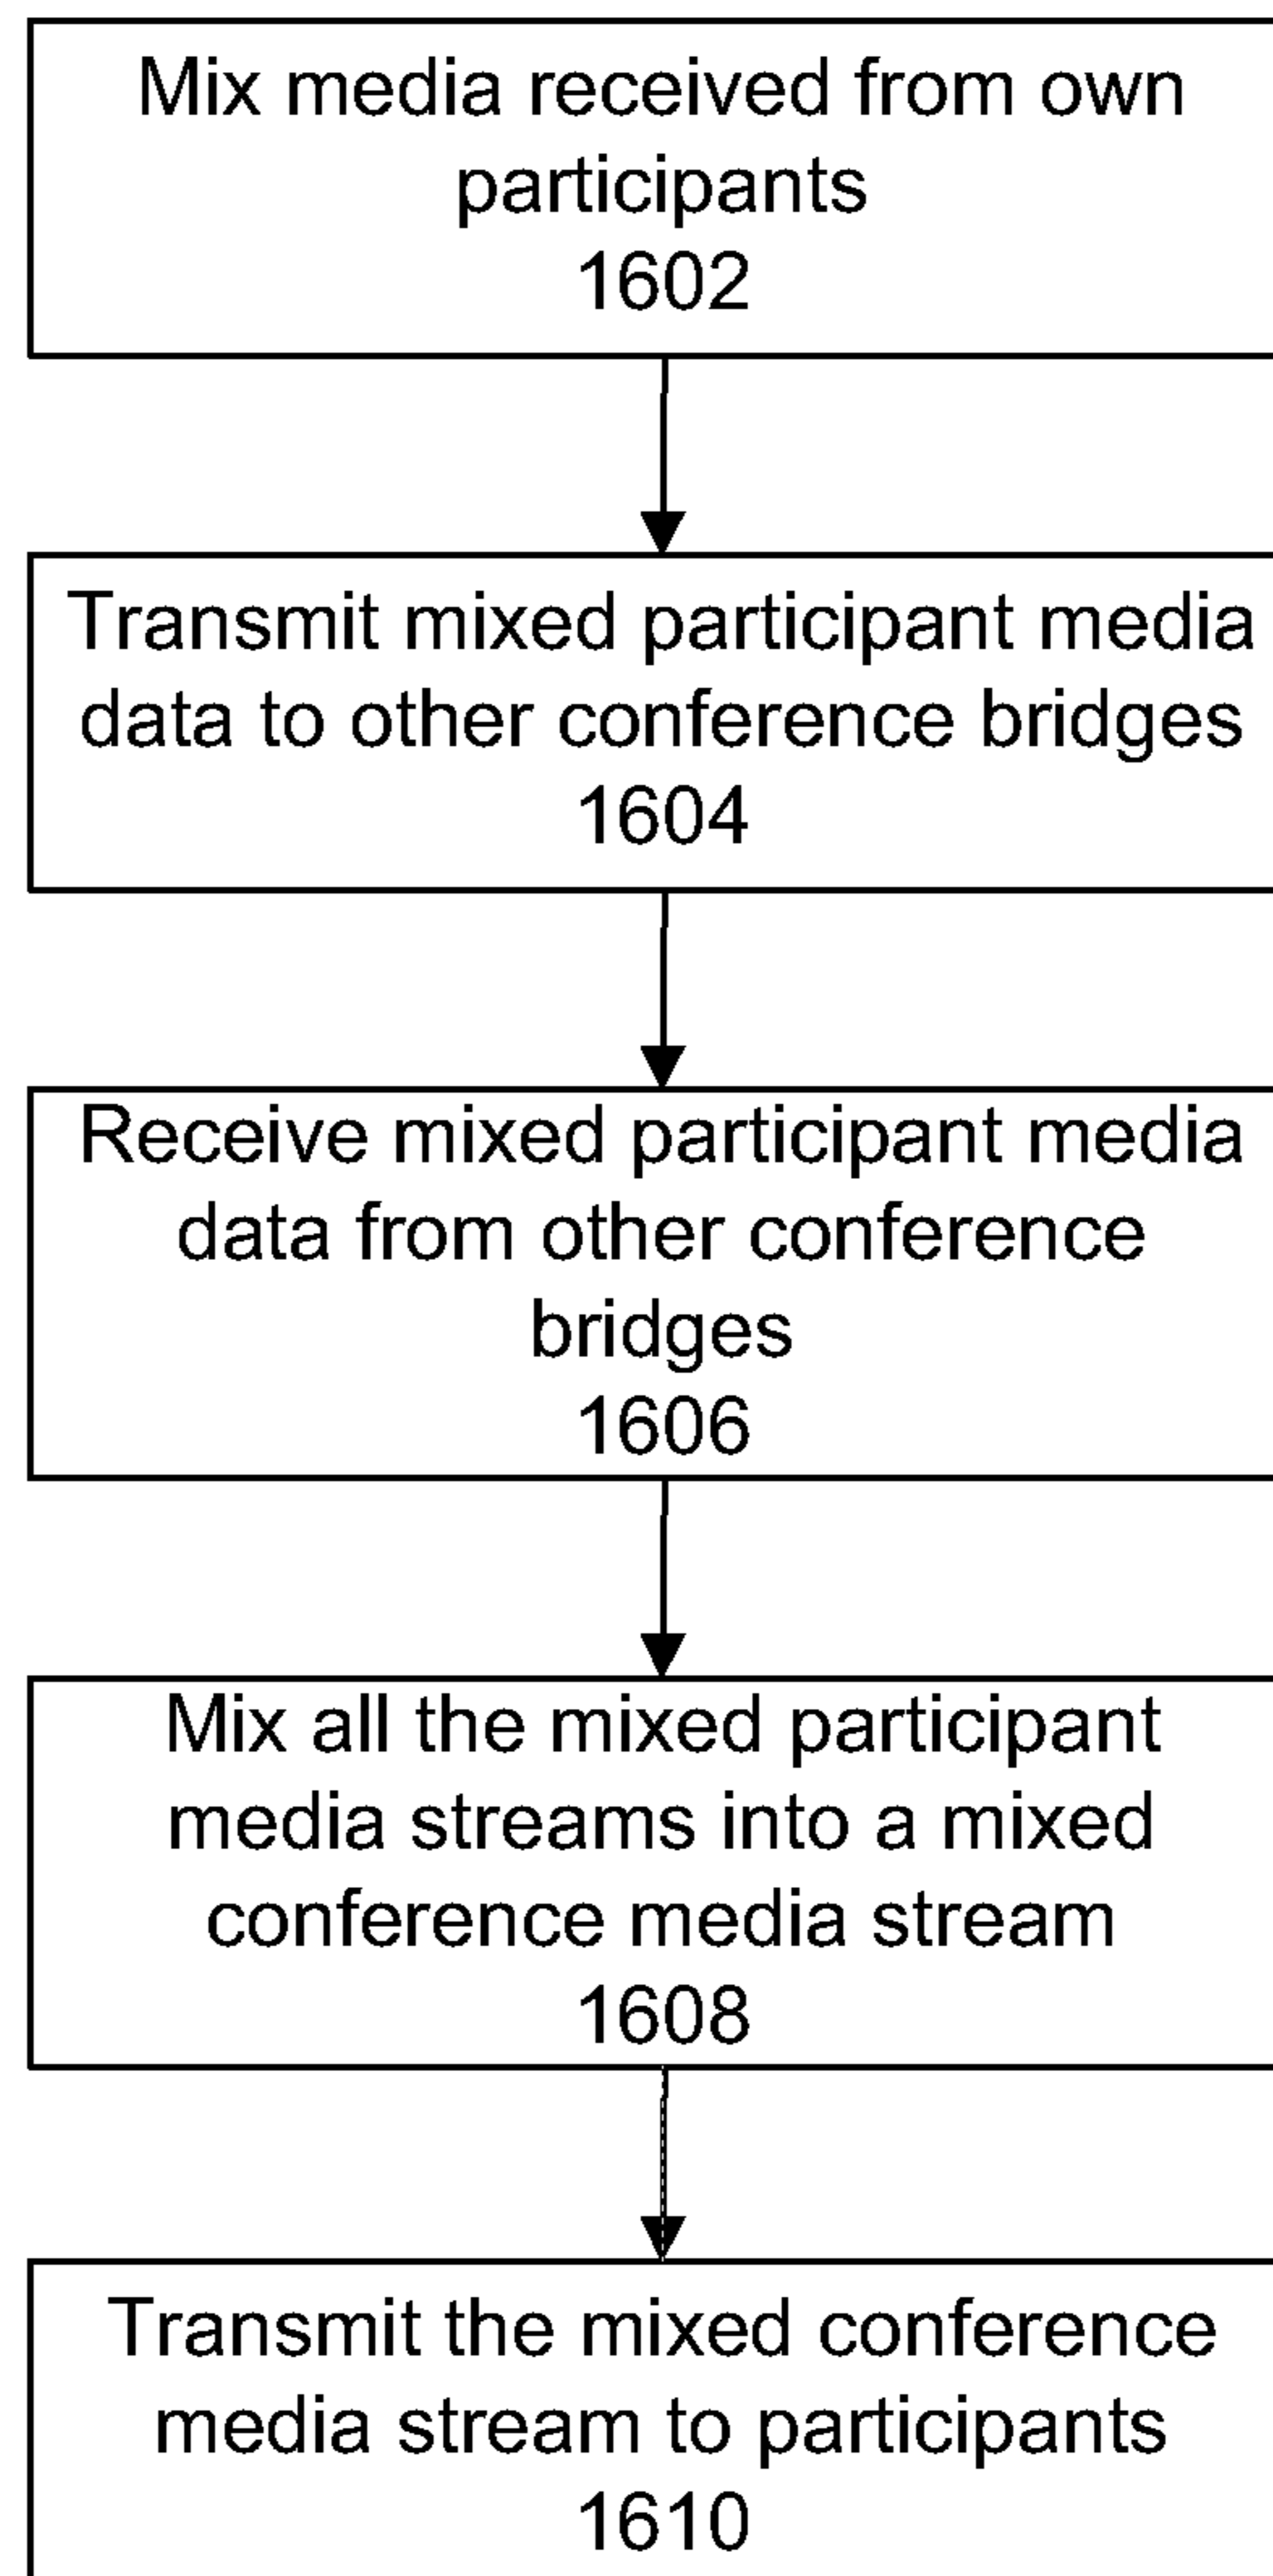 Mix media received from own
participants
1602
Transmit mixed participant media
data to other conference bridges
1604
Receive mixed participant media
data from other conference
bridges
1606
Mix all the mixed participant
media streams into a mixed
conference media stream
1608
Transmit the mixed conference
media stream to participants
1610